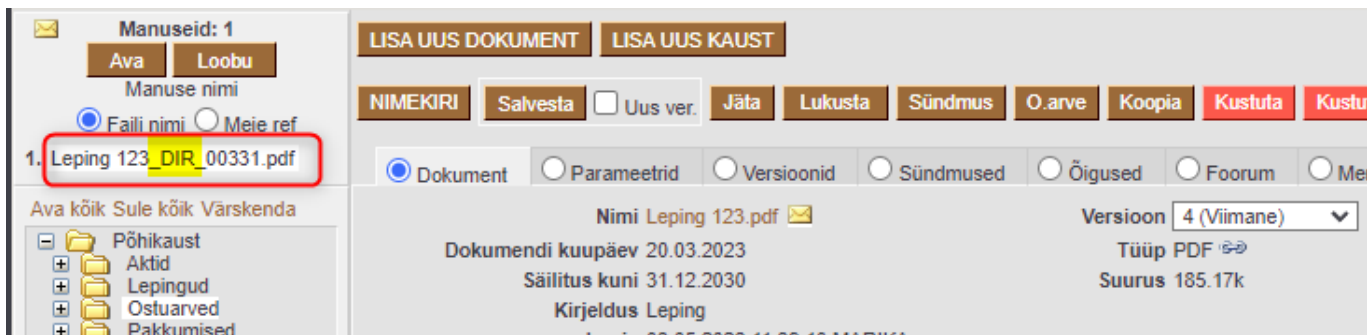 Manuseid: 1
Ava Loobu
Manuse nimi
Faili nimi Meie ref
1. Leping 123_DIR_00331.pdf
Ava kõik Sule kõik Värskenda
Põhikaust
Aktid
Lepingud
Ostuarved
Pakkumised
LISA UUS DOKUMENT LISA UUS KAUST
NIMEKIRI Salvesta Uus ver. Jäta Lukusta Sündmus O.arve Koopia Kustuta
Dokument Parameetrid Versioonid Sündmused Õigused Foorum
Nimi Leping 123.pdf Versioon 4 (Viimane)
Dokumendi kuupäev 20.03.2023 Tüüp PDF
Säilitus kuni 31.12.2030 Suurus 185.17k
Kirjeldus Leping